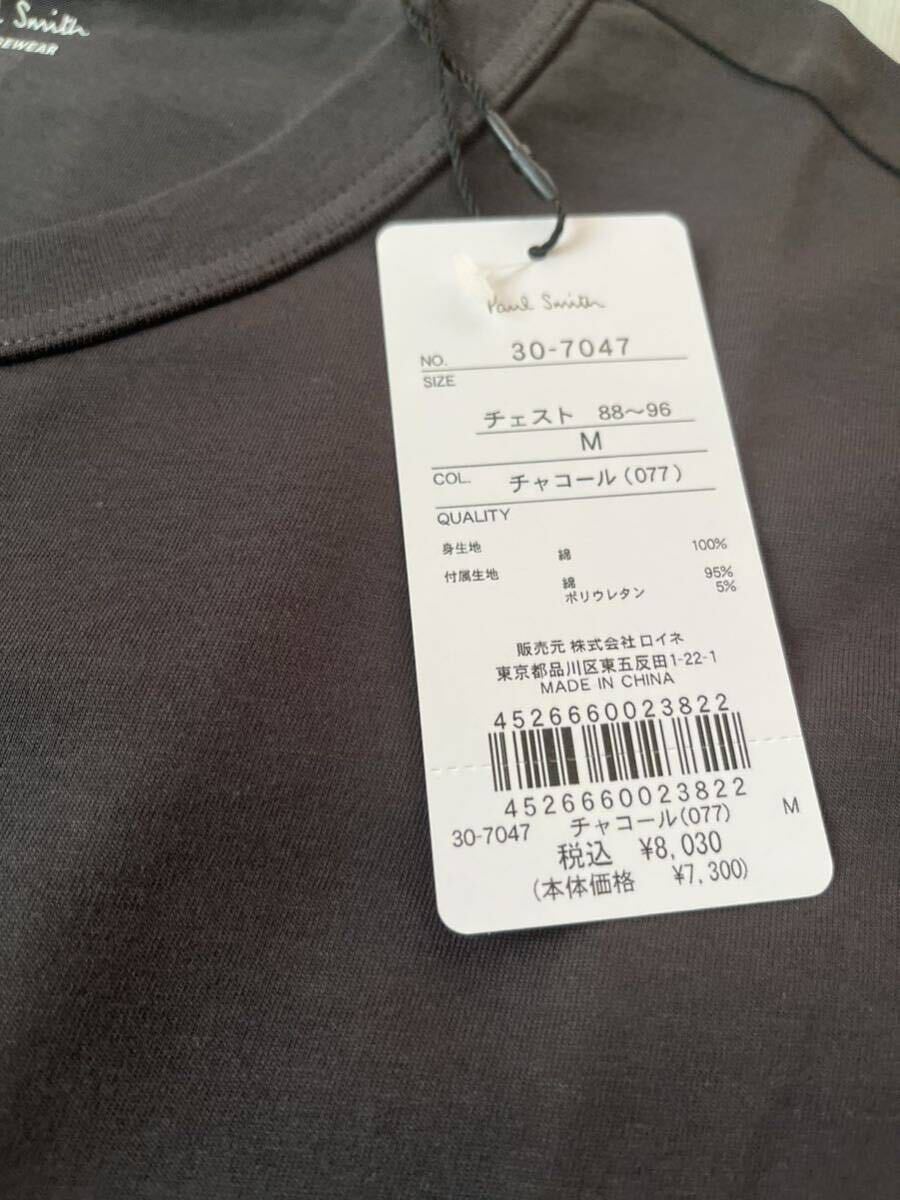 Smith
EWEAR
Paul Smith
NO. 30-7047
SIZE
チェスト 88～96
M
COL. チャコール(077)
QUALITY
身生地 綿 100%
付属生地 綿 95%
ポリウレタン 5%
販売元 株式会社 ロイネ
東京都品川区東五反田1-22-1
MADE IN CHINA
4526660023822
4526660023822
30-7047 チャコール(077) M
税込 ¥8,030
(本体価格 ¥7,300)